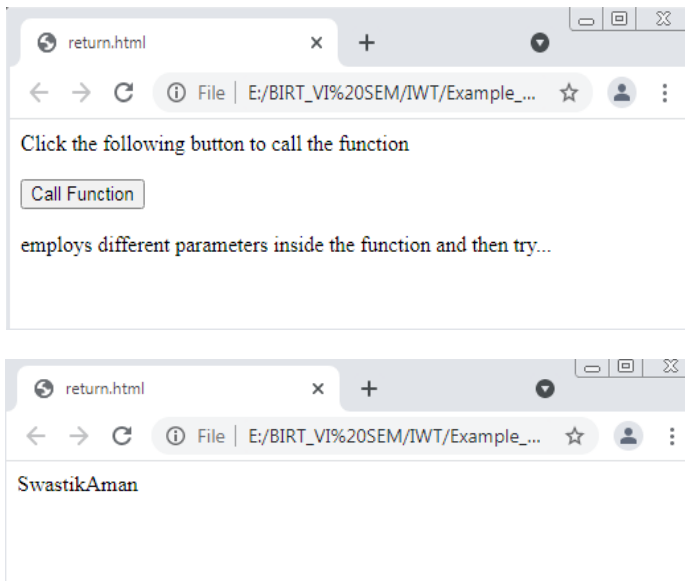 return.html
File | E:/BIRT_VI%20SEM/IWT/Example_...
Click the following button to call the function
Call Function
employs different parameters inside the function and then try...
return.html
File | E:/BIRT_VI%20SEM/IWT/Example_...
SwastikAman